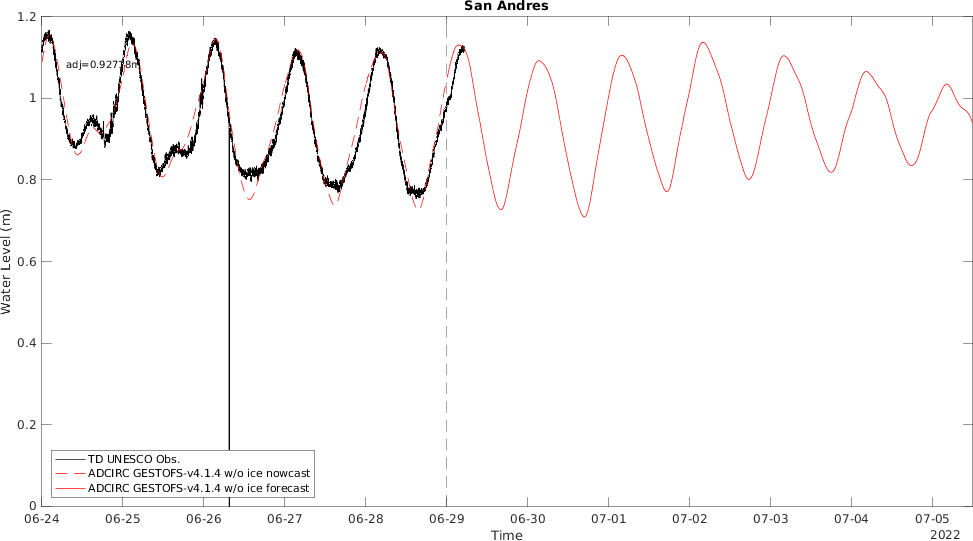 San Andres
1.2
adj=0.92718m
1
0.8
0.6
0.4
0.2
0
Water Level (m)
TD UNESCO Obs.
ADCIRC GESTOFS-v4.1.4 w/o ice nowcast
ADCIRC GESTOFS-v4.1.4 w/o ice forecast
06-24 06-25 06-26 06-27 06-28 06-29 06-30 07-01 07-02 07-03 07-04 07-05
Time
2022